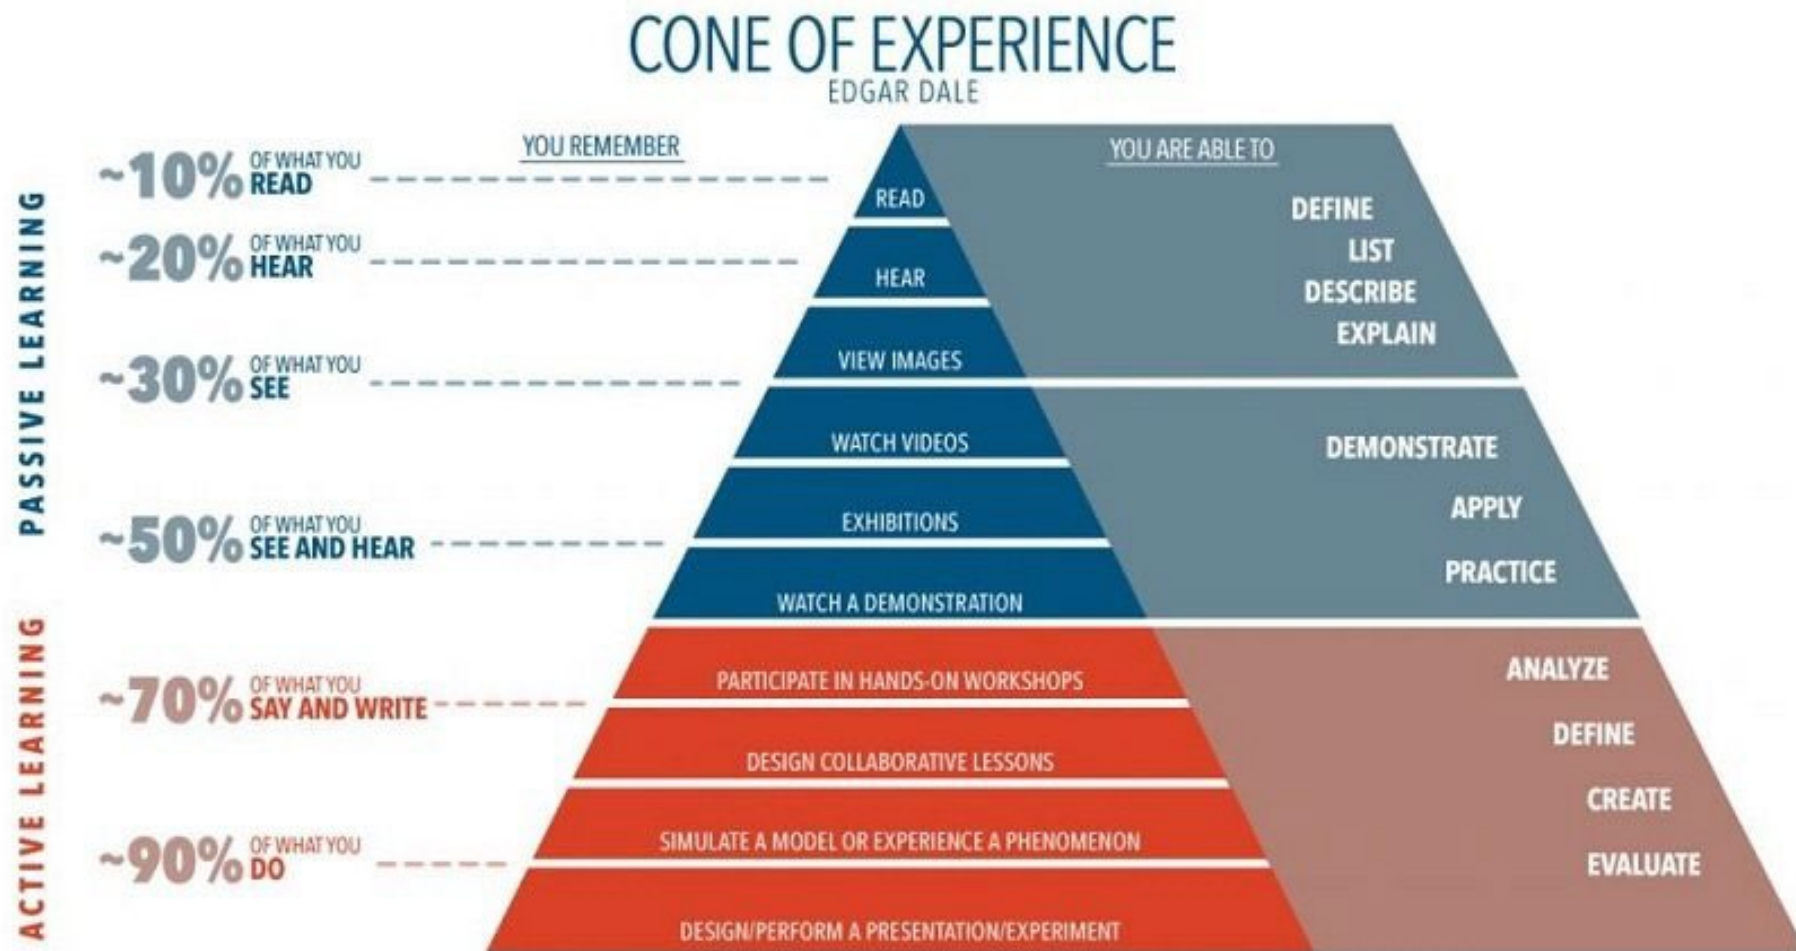 CONE OF EXPERIENCE
EDGAR DALE
PASSIVE LEARNING
ACTIVE LEARNING
YOU REMEMBER
~10% OF WHAT YOU
READ
~20% OF WHAT YOU
HEAR
~30% OF WHAT YOU
SEE
~50% OF WHAT YOU
SEE AND HEAR
~70% OF WHAT YOU
SAY AND WRITE
~90% OF WHAT YOU
DO
READ
HEAR
VIEW IMAGES
WATCH VIDEOS
EXHIBITIONS
WATCH A DEMONSTRATION
PARTICIPATE IN HANDS-ON WORKSHOPS
DESIGN COLLABORATIVE LESSONS
SIMULATE A MODEL OR EXPERIENCE A PHENOMENON
DESIGN/PERFORM A PRESENTATION/EXPERIMENT
YOU ARE ABLE TO
DEFINE
LIST
DESCRIBE
EXPLAIN
DEMONSTRATE
APPLY
PRACTICE
ANALYZE
DEFINE
CREATE
EVALUATE